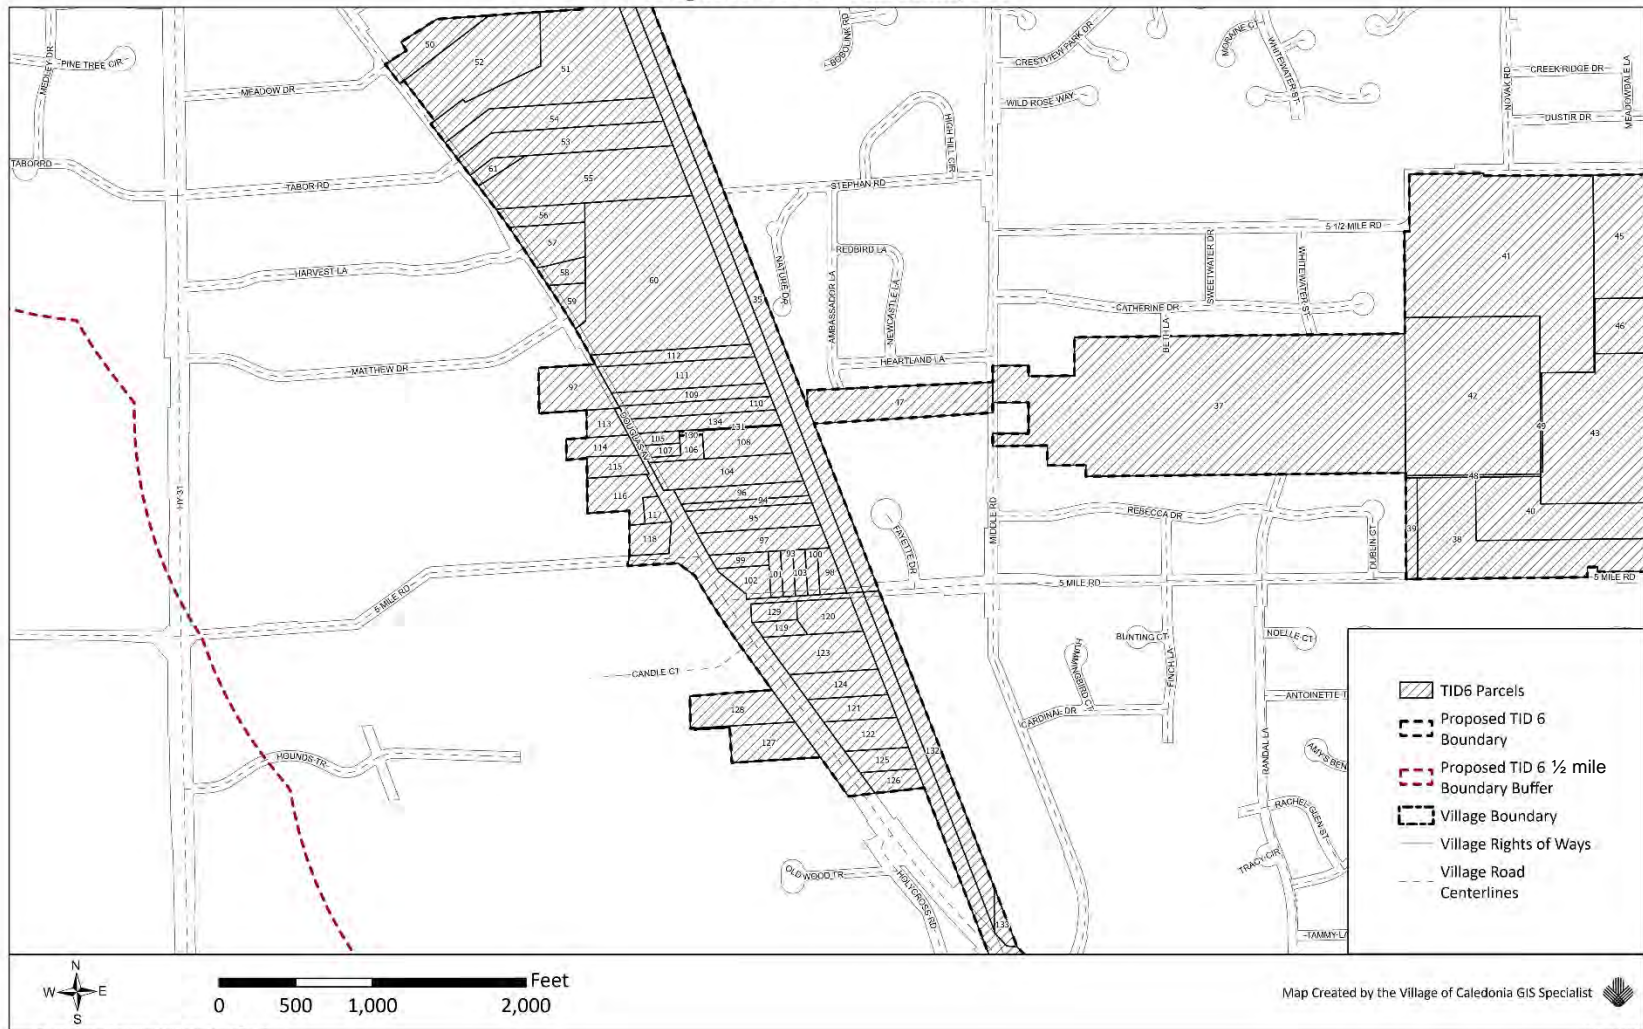 BOBOLINK RD
CRESTVIEW PARK DR
MORAINE CT
WHITEWATER ST
NOVAK RD
CREEK RIDGE DR
MEADOWDALE LA
DUSTIR DR
WILD ROSE WAY
MEDLEY DR
PINE TREE CIR
MEADOW DR
TABOR RD
TABOR RD
HARVEST LA
MATTHEW DR
HY 31
5 MILE RD
HOUNDS TR
CANDLE CT
DOUGLAS AV
OLD WOOD TR
HOLYCROSS RD
HIGH HILL CIR
STEPHAN RD
NATURE DR
REDBIRD LA
AMBASSADOR LA
NEWCASTLE LA
HEARTLAND LA
5 1/2 MILE RD
SWEETWATER DR
WHITEWATER ST
CATHERINE DR
BETH LA
FAYETTE DR
MIDDLE RD
REBECCA DR
DUBLIN CT
5 MILE RD
5 MILE RD
BUNTING CT
HUMMINGBIRD CT
FINCH LA
CARDINAL DR
NOELLE CT
ANTOINETTE T
RANDAL LA
AMYS BEN
RACHEL GLEN ST
TRACY CIR
TAMMY LA
50
52
51
54
53
61
55
56
57
58
59
60
35
112
111
109
110
92
113
134
131
105
130
108
107
106
114
115
104
116
117
96
94
95
118
97
99
93
100
101
103
98
102
129
119
120
123
124
121
122
125
126
128
127
132
133
47
37
41
45
46
42
49
43
48
40
39
38
TID6 Parcels
Proposed TID 6
Boundary
Proposed TID 6 ½ mile
Boundary Buffer
Village Boundary
Village Rights of Ways
Village Road
Centerlines
N
W E
S
Feet
0 500 1,000 2,000
Map Created by the Village of Caledonia GIS Specialist